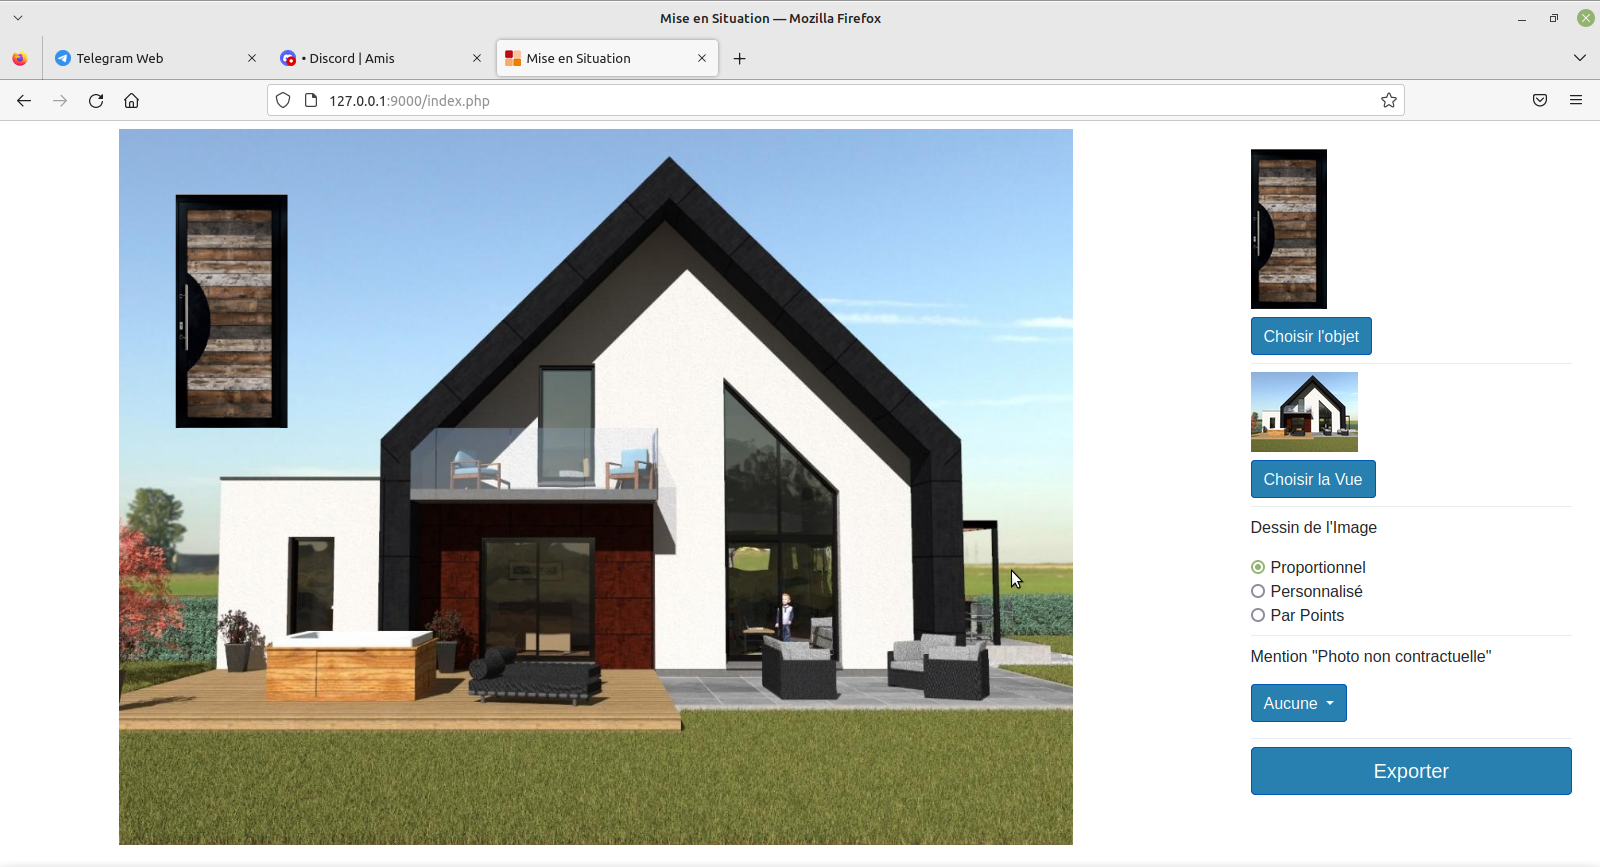 Mise en Situation — Mozilla Firefox
Telegram Web
• Discord | Amis
Mise en Situation
127.0.0.1:9000/index.php
Choisir l'objet
Choisir la Vue
Dessin de l'Image
Proportionnel
Personnalisé
Par Points
Mention "Photo non contractuelle"
Aucune
Exporter